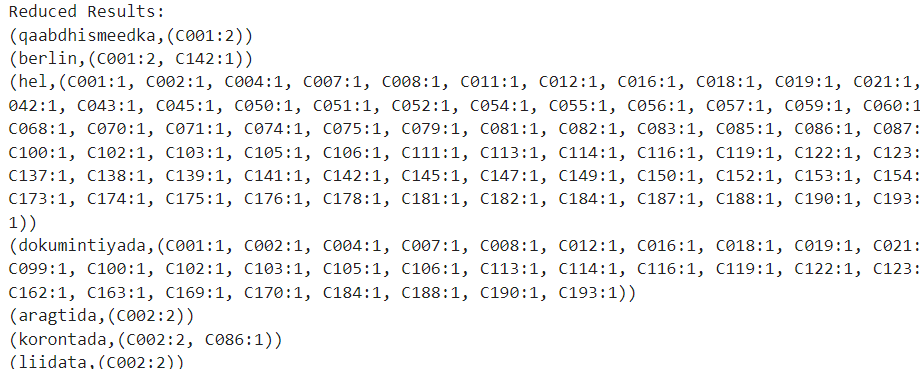 Reduced Results:
(qaabdhismeedka,(C001:2))
(berlin,(C001:2, C142:1))
(hel,(C001:1, C002:1, C004:1, C007:1, C008:1, C011:1, C012:1, C016:1, C018:1, C019:1, C021:1,
042:1, C043:1, C045:1, C050:1, C051:1, C052:1, C054:1, C055:1, C056:1, C057:1, C059:1, C060:1
C068:1, C070:1, C071:1, C074:1, C075:1, C079:1, C081:1, C082:1, C083:1, C085:1, C086:1, C087:
C100:1, C102:1, C103:1, C105:1, C106:1, C111:1, C113:1, C114:1, C116:1, C119:1, C122:1, C123:
C137:1, C138:1, C139:1, C141:1, C142:1, C145:1, C147:1, C149:1, C150:1, C152:1, C153:1, C154:
C173:1, C174:1, C175:1, C176:1, C178:1, C181:1, C182:1, C184:1, C187:1, C188:1, C190:1, C193:
1))
(dokumintiyada,(C001:1, C002:1, C004:1, C007:1, C008:1, C012:1, C016:1, C018:1, C019:1, C021:
C099:1, C100:1, C102:1, C103:1, C105:1, C106:1, C113:1, C114:1, C116:1, C119:1, C122:1, C123:
C162:1, C163:1, C169:1, C170:1, C184:1, C188:1, C190:1, C193:1))
(aragtida,(C002:2))
(korontada,(C002:2, C086:1))
(liidata,(C002:2))